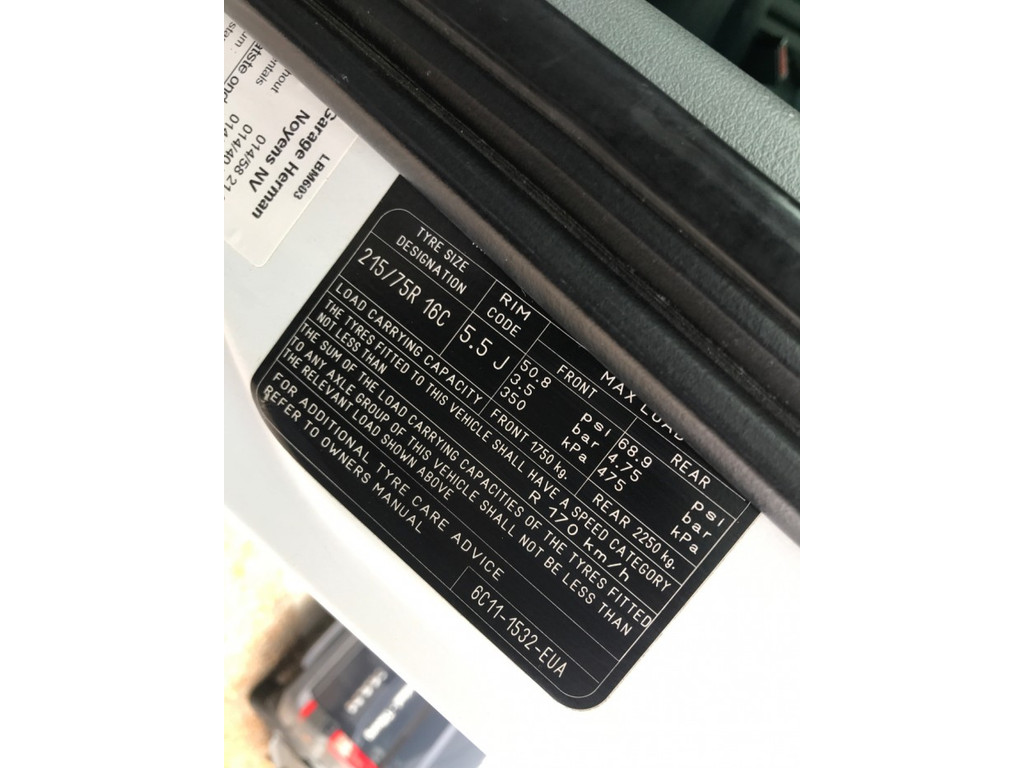 LBM603
Garage Herman
Noyens NV
hout
014/58 21
entals
014/40
TYRE SIZE
DESIGNATION
RIM
CODE
MAX LOAD
FRONT
REAR
215/75R 16C
5.5 J
50.8 psi
3.5 bar
350 kPa
68.9 psi
4.75 bar
475 kPa
LOAD CARRYING CAPACITY
FRONT 1750 kg.
REAR 2250 kg.
THE TYRES FITTED TO THIS VEHICLE SHALL HAVE A SPEED CATEGORY
NOT LESS THAN R 170 km/h
THE SUM OF THE LOAD CARRYING CAPACITIES OF THE TYRES FITTED
TO ANY AXLE GROUP OF THIS VEHICLE SHALL NOT BE LESS THAN
THE RELEVANT LOAD SHOWN ABOVE
FOR ADDITIONAL TYRE CARE ADVICE
REFER TO OWNERS MANUAL
6C11-1532-EUA